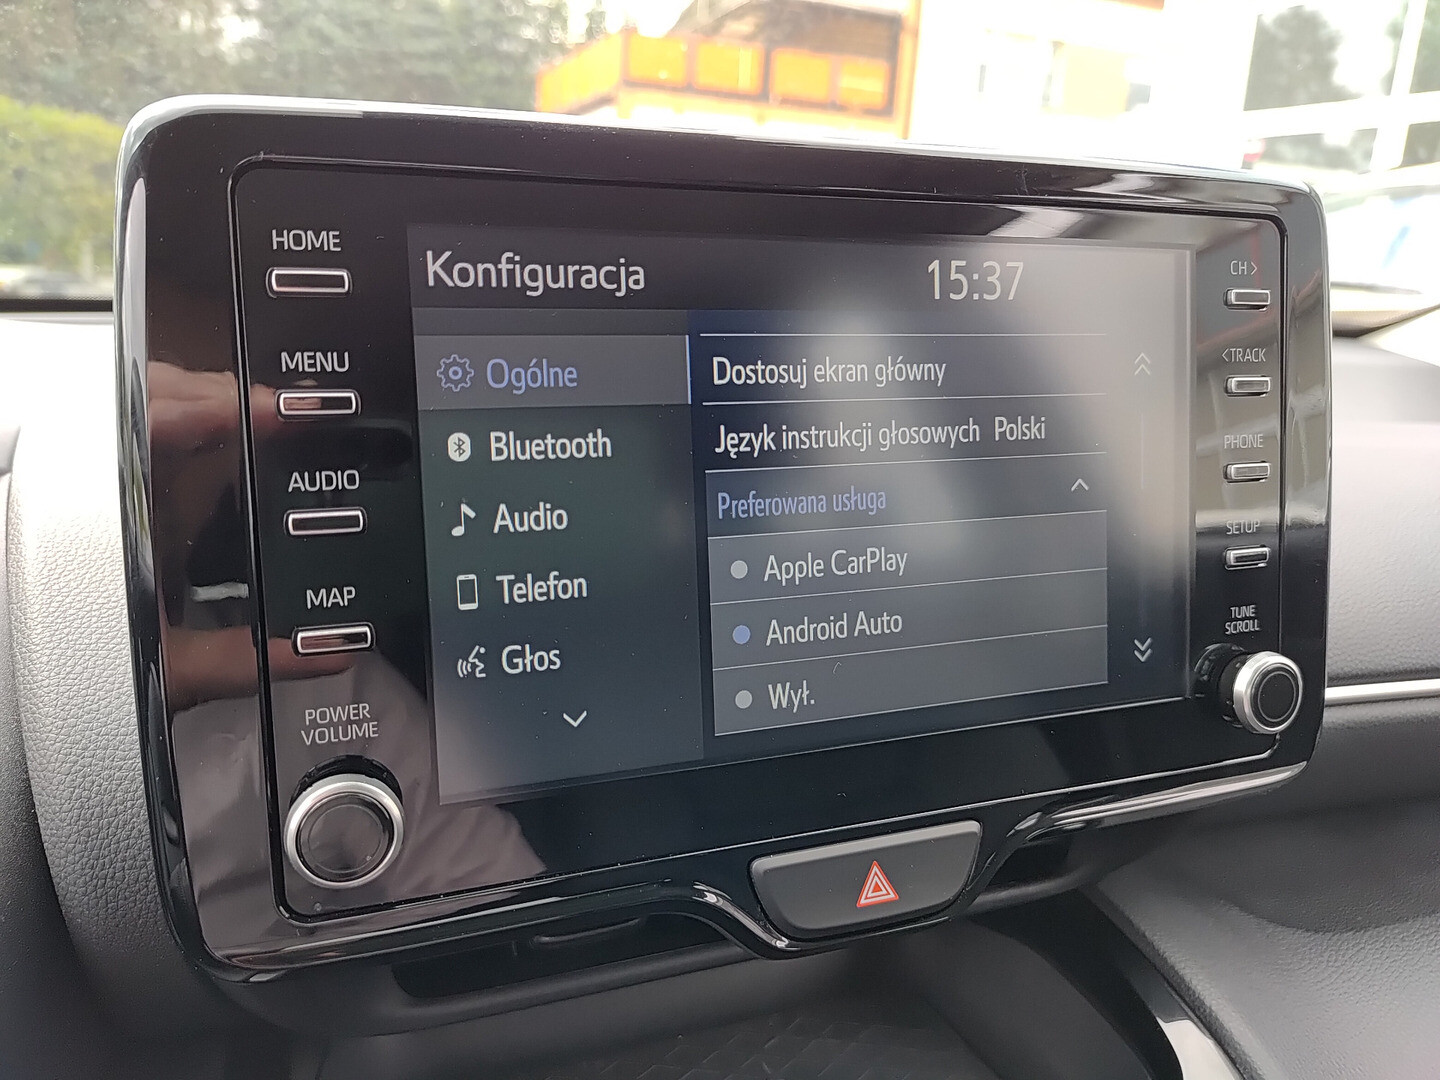 HOME
MENU
AUDIO
MAP
POWER
VOLUME
Konfiguracja
15:37
Ogólne
Bluetooth
Audio
Telefon
Głos
Dostosuj ekran główny
Język instrukcji głosowych Polski
Preferowana usługa
Apple CarPlay
Android Auto
Wył.
CH >
< TRACK
PHONE
SETUP
TUNE
SCROLL